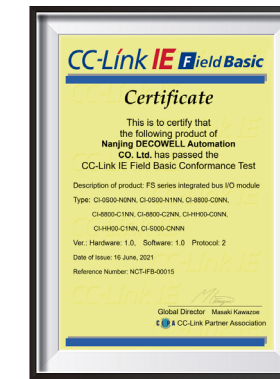 CC-Link IE Field Basic
Certificate
This is to certify that
the following product of
Nanjing DECOWELL Automation
CO. Ltd. has passed the
CC-Link IE Field Basic Conformance Test
Description of product: FS series integrated bus I/O module
Type: CI-0S00-N0NN, CI-0S00-N1NN, CI-8800-C0NN,
CI-8800-C1NN, CI-8800-C2NN, CI-HH00-C0NN,
CI-HH00-C1NN, CI-S000-CNNN
Ver.: Hardware: 1.0, Software: 1.0 Protocol: 2
Date of Issue: 16 June, 2021
Reference Number: NCT-IFB-00015
Global Director Masaki Kawazoe
CC-Link Partner Association